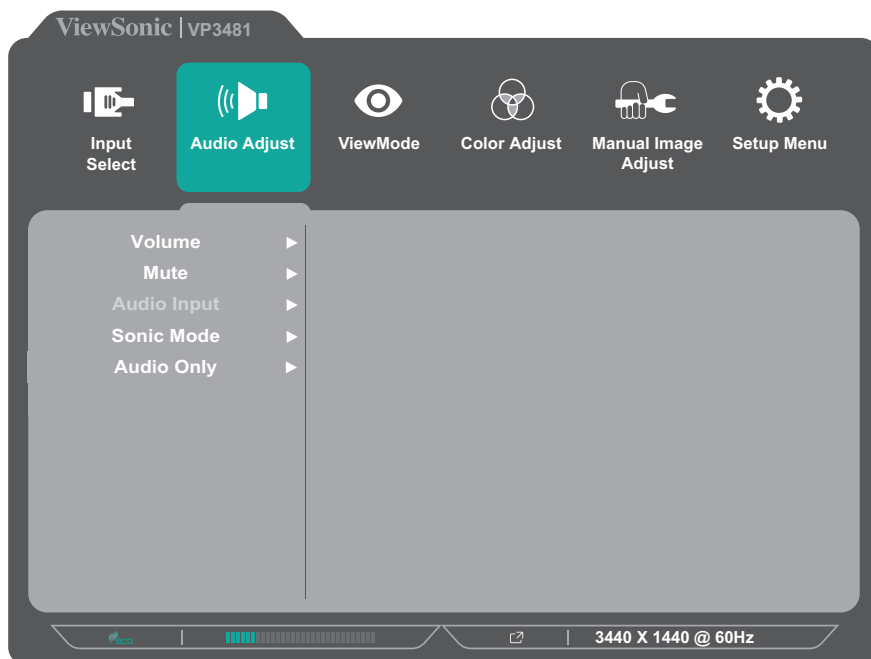 ViewSonic | VP3481
Input
Select
Audio Adjust
ViewMode
Color Adjust
Manual Image
Adjust
Setup Menu
Volume
Mute
Audio Input
Sonic Mode
Audio Only
eco
3440 X 1440 @ 60Hz